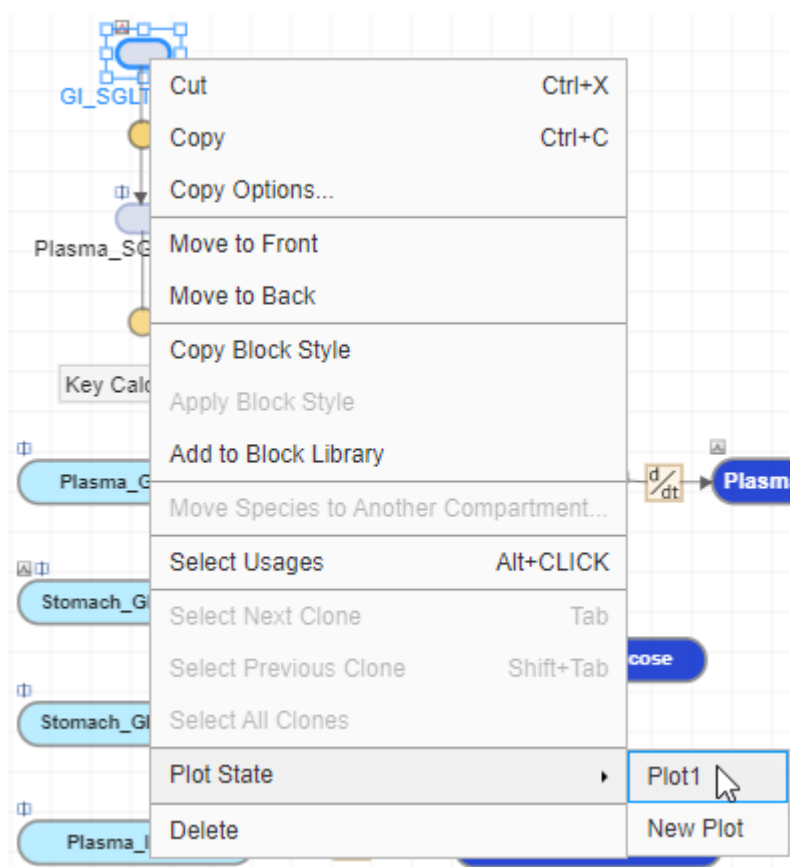 Cut Ctrl+X
GI_SGLT
Copy Ctrl+C
Copy Options...
Plasma_SG
Move to Front
Move to Back
Copy Block Style
Key Calc
Apply Block Style
Add to Block Library
Plasma_G
d/dt
Plasm
Move Species to Another Compartment...
Select Usages Alt+CLICK
Stomach_Gl
Select Next Clone Tab
Select Previous Clone Shift+Tab
cose
Stomach_Gl
Select All Clones
Plot State
Plot1
Delete
New Plot
Plasma_I